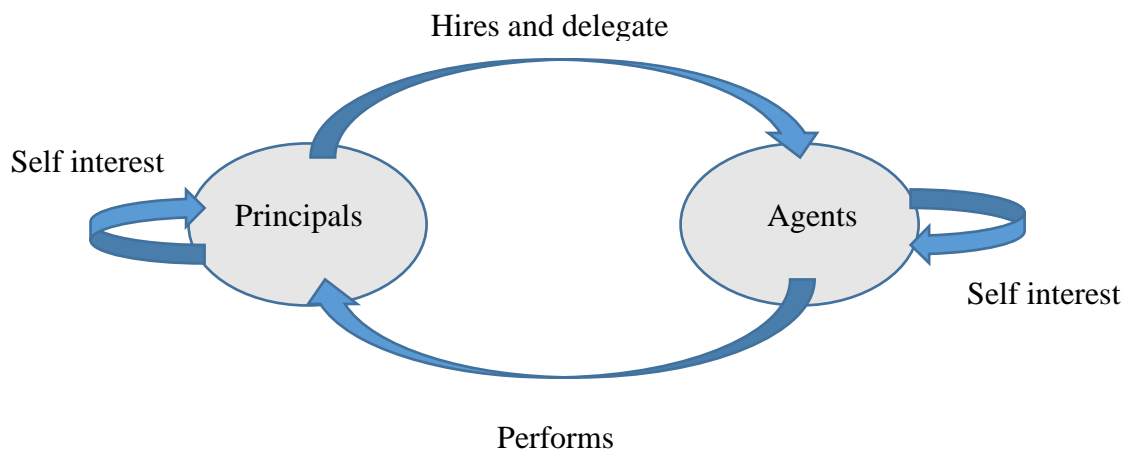 Hires and delegate
Self interest
Principals
Agents
Self interest
Performs